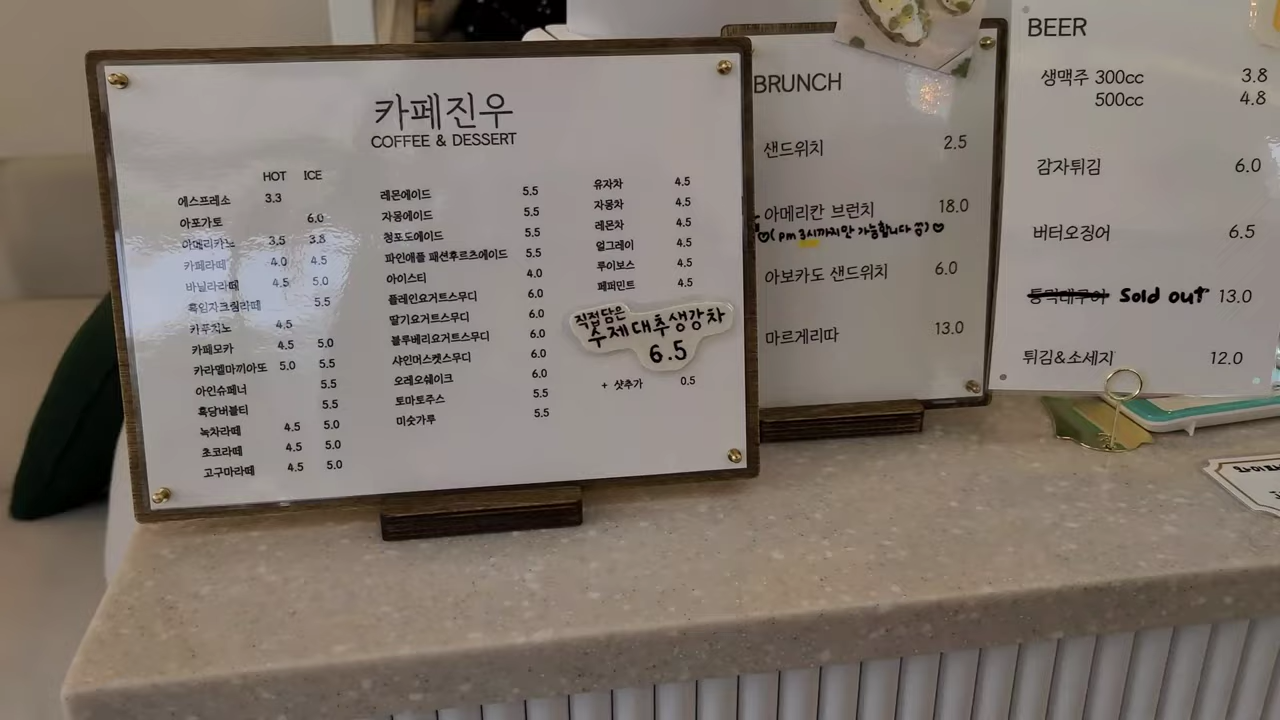 카페진우
COFFEE & DESSERT
HOT ICE
에스프레소 3.3
아포가토 6.0
아메리카노 3.5 3.8
카페라떼 4.0 4.5
바닐라라떼 4.5 5.0
흑임자크림라떼 5.5
카푸치노 4.5
카페모카 4.5 5.0
카라멜마끼아또 5.0 5.5
아인슈페너 5.5
흑당버블티 5.5
녹차라떼 4.5 5.0
초코라떼 4.5 5.0
고구마라떼 4.5 5.0
레몬에이드 5.5
자몽에이드 5.5
청포도에이드 5.5
파인애플 패션후르츠에이드 5.5
아이스티 4.0
플레인요거트스무디 6.0
딸기요거트스무디 6.0
블루베리요거트스무디 6.0
샤인머스켓스무디 6.0
오레오쉐이크 6.0
토마토주스 5.5
미숫가루 5.5
유자차 4.5
자몽차 4.5
레몬차 4.5
얼그레이 4.5
루이보스 4.5
페퍼민트 4.5
직접담은
수제대추생강차
6.5
+ 샷추가 0.5
BRUNCH
샌드위치 2.5
아메리칸 브런치 18.0
♡( pm 3시까지만 가능합니다 )♡
아보카도 샌드위치 6.0
마르게리따 13.0
BEER
생맥주 300cc 3.8
500cc 4.8
감자튀김 6.0
버터오징어 6.5
Sold out 13.0
튀김&소세지 12.0